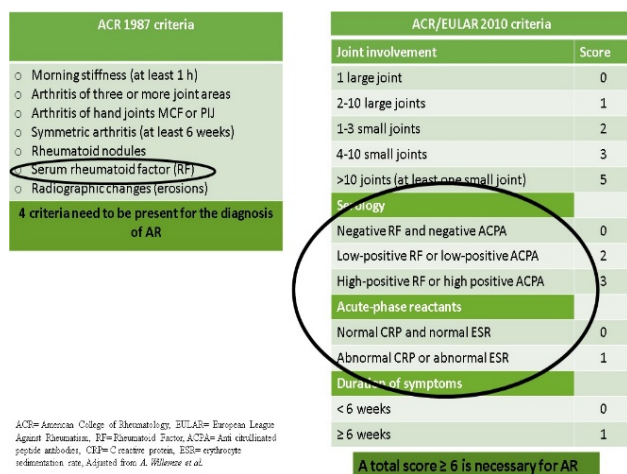 ACR 1987 criteria
o Morning stiffness (at least 1 h)
o Arthritis of three or more joint areas
o Arthritis of hand joints MCF or PIJ
o Symmetric arthritis (at least 6 weeks)
o Rheumatoid nodules
o Serum rheumatoid factor (RF)
o Radiographic changes (erosions)
4 criteria need to be present for the diagnosis
of AR
ACR/EULAR 2010 criteria
Joint involvement Score
1 large joint 0
2-10 large joints 1
1-3 small joints 2
4-10 small joints 3
>10 joints (at least one small joint) 5
Serology
Negative RF and negative ACPA 0
Low-positive RF or low-positive ACPA 2
High-positive RF or high positive ACPA 3
Acute-phase reactants
Normal CRP and normal ESR 0
Abnormal CRP or abnormal ESR 1
Duration of symptoms
< 6 weeks 0
≥ 6 weeks 1
A total score ≥ 6 is necessary for AR
ACR= American College of Rheumatology, EULAR= European League
Against Rheumatism, RF=Rheumatoid Factor, ACPA= Anti citrullinated
peptide antibodies, CRP= C reactive protein, ESR= erythrocyte
sedimentation rate, Adjusted from A. Willemze et al.